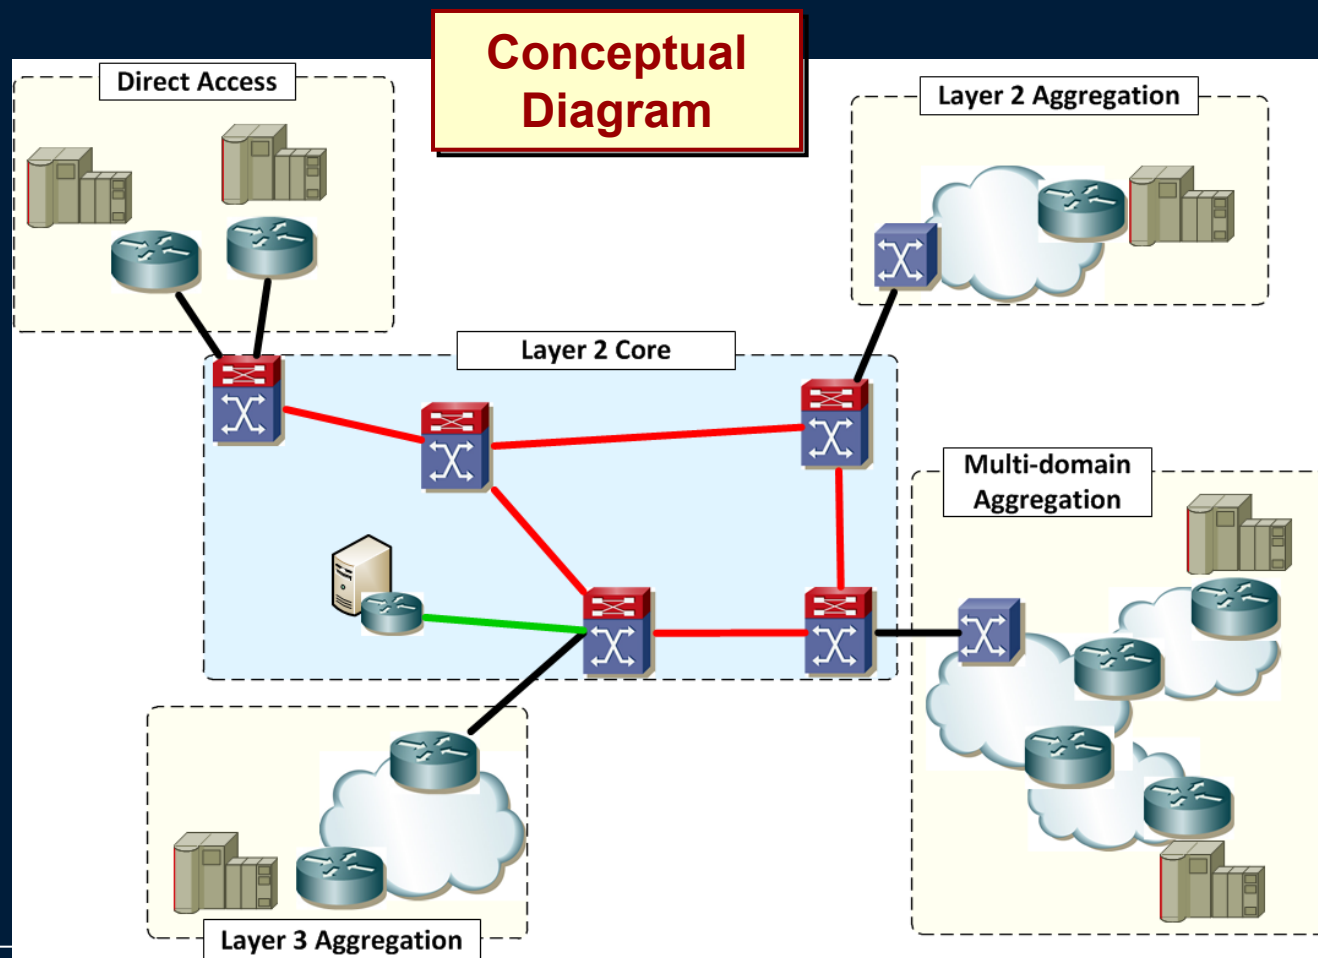 Conceptual
Diagram
Direct Access
Layer 2 Aggregation
Layer 2 Core
Multi-domain
Aggregation
Layer 3 Aggregation